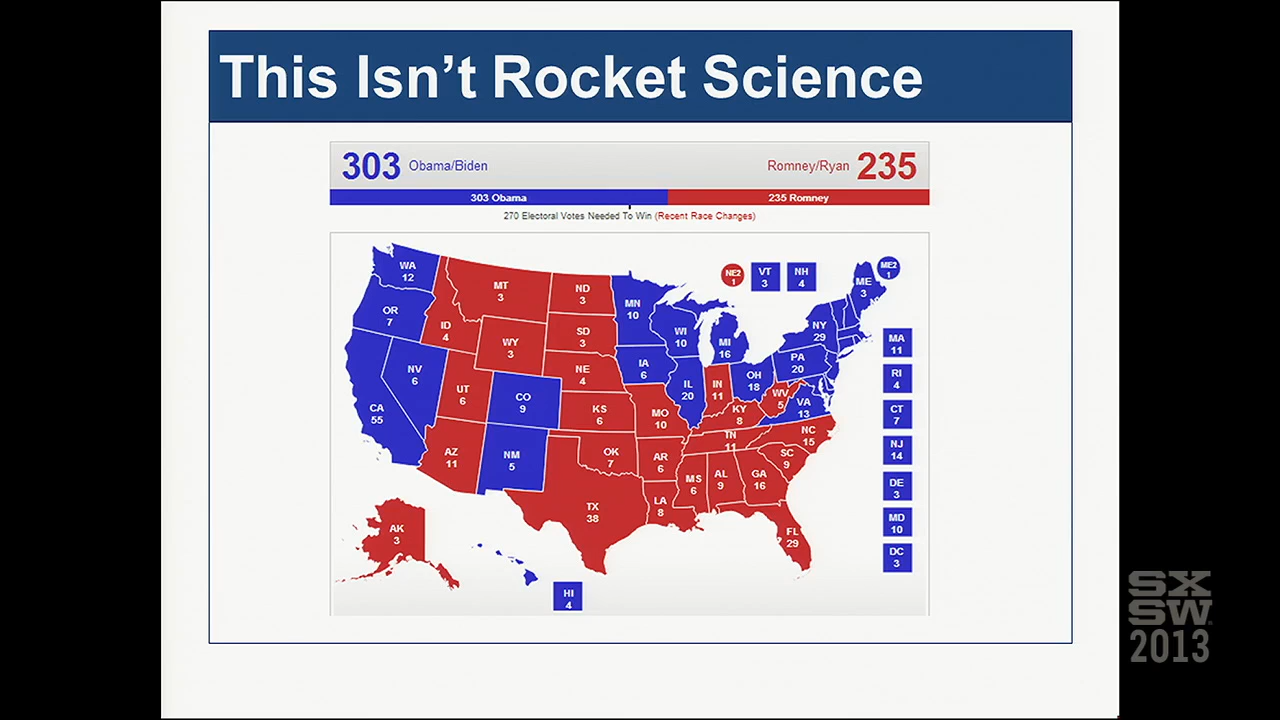 This Isn't Rocket Science
303 Obama/Biden
Romney/Ryan 235
303 Obama
235 Romney
270 Electoral Votes Needed To Win (Recent Race Changes)
WA
12
OR
7
CA
55
NV
6
ID
4
MT
3
WY
3
UT
6
AZ
11
CO
9
NM
5
ND
3
SD
3
NE
4
KS
6
OK
7
TX
38
MN
10
IA
6
MO
10
AR
6
LA
8
WI
10
IL
20
MI
16
IN
11
OH
18
KY
8
TN
11
MS
6
AL
9
GA
16
FL
29
SC
9
NC
15
VA
13
WV
5
PA
20
NY
29
ME
3
NE2
1
VT
3
NH
4
ME2
1
MA
11
RI
4
CT
7
NJ
14
DE
3
MD
10
DC
3
AK
3
HI
4
SX
SW
2013